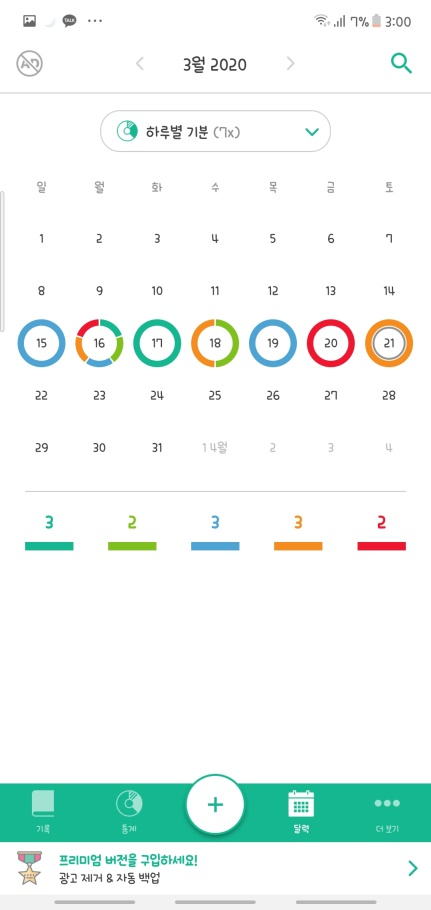 TALK
7% 3:00
AD
3월 2020
하루별 기분 (7x)
일 월 화 수 목 금 토
1 2 3 4 5 6 7
8 9 10 11 12 13 14
15 16 17 18 19 20 21
22 23 24 25 26 27 28
29 30 31 1 4월 2 3 4
3 2 3 3 2
+
기록 통계 달력 더 보기
프리미엄 버전을 구입하세요!
광고 제거 & 자동 백업